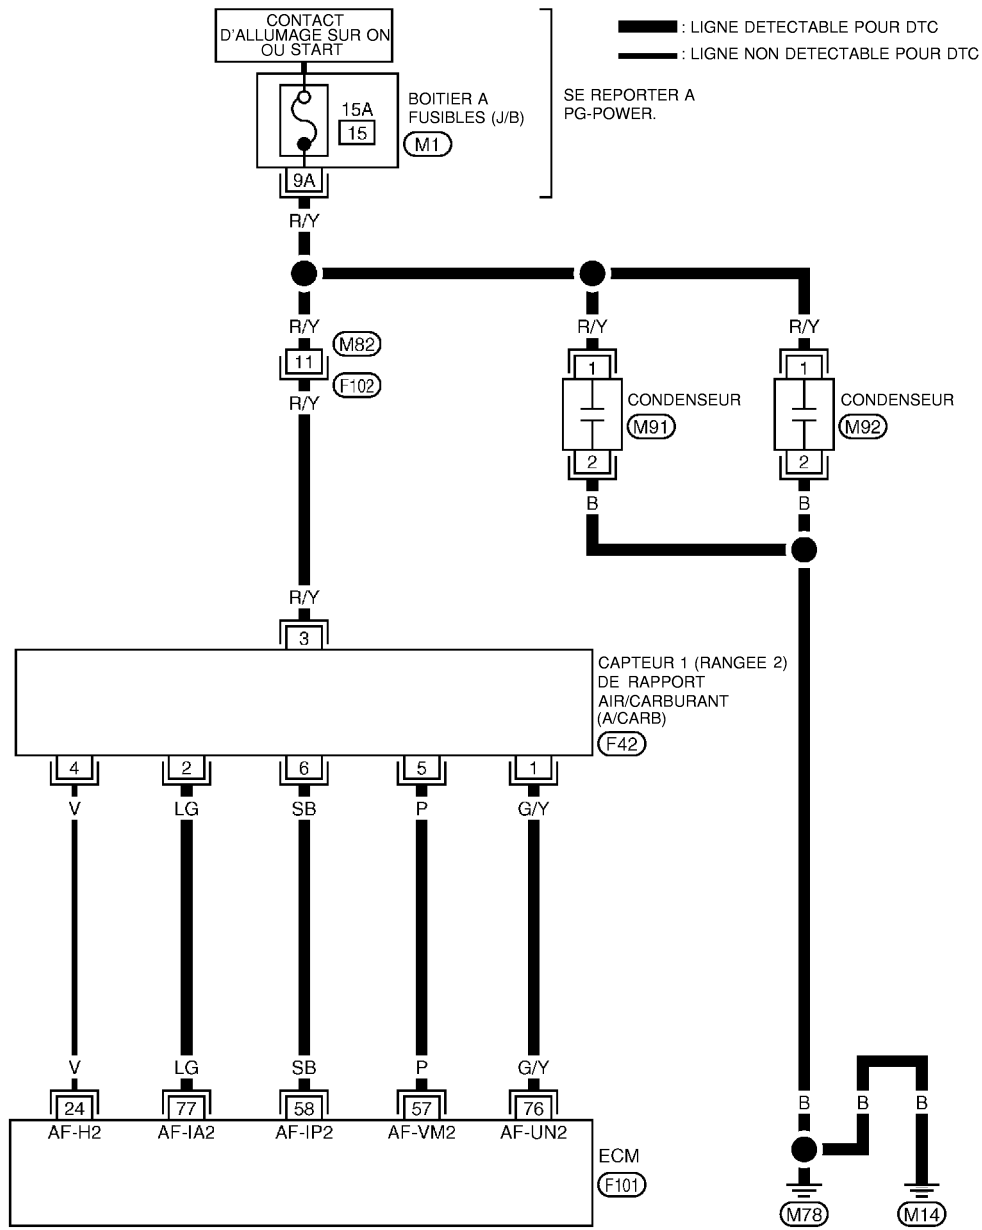 CONTACT
D'ALLUMAGE SUR ON
OU START
: LIGNE DETECTABLE POUR DTC
: LIGNE NON DETECTABLE POUR DTC
15A
15
BOITIER A
FUSIBLES (J/B)
M1
SE REPORTER A
PG-POWER.
9A
R/Y
R/Y
R/Y
R/Y
M82
11
F102
R/Y
1
1
CONDENSEUR
M91
CONDENSEUR
M92
2
2
B
B
R/Y
3
CAPTEUR 1 (RANGEE 2)
DE RAPPORT
AIR/CARBURANT
(A/CARB)
F42
4
2
6
5
1
V
LG
SB
P
G/Y
V
LG
SB
P
G/Y
24
77
58
57
76
AF-H2
AF-IA2
AF-IP2
AF-VM2
AF-UN2
ECM
F101
B
B
B
M78
M14